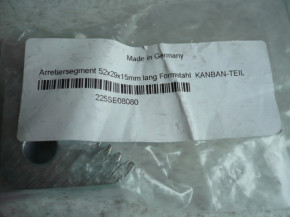 Made in Germany
Arretiersegment 52x29x15mm lang Formstahl KANBAN-TEIL
225SE08080